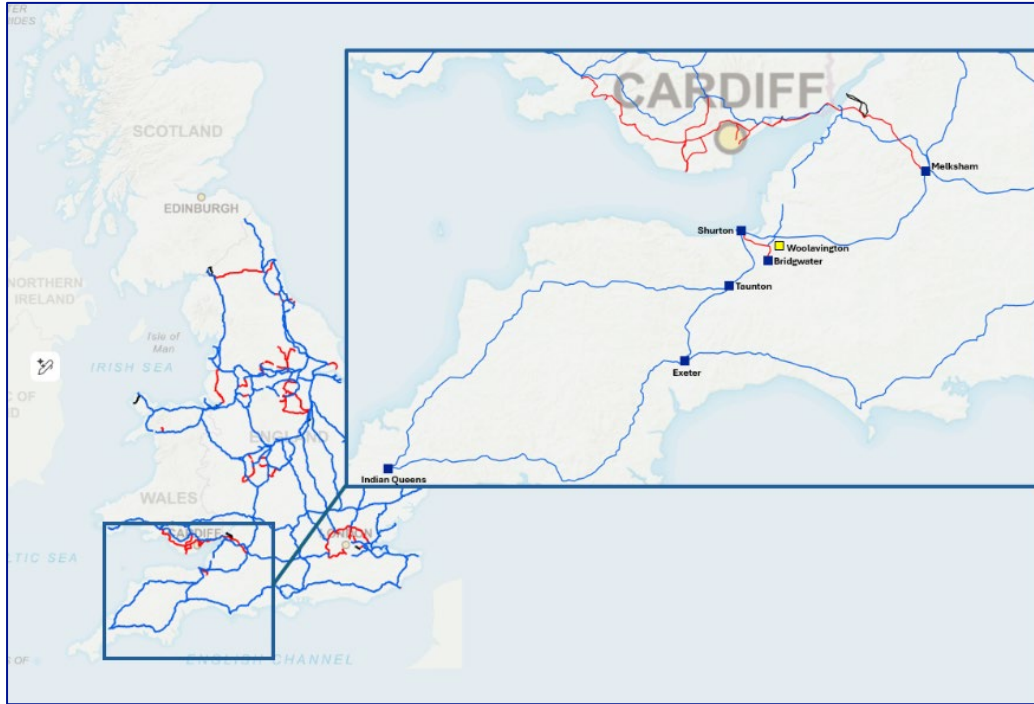 SCOTLAND
EDINBURGH
NORTHERN
IRELAND
Isle of
Man
IRISH SEA
ENGLAND
WALES
CARDIFF
ENGLISH CHANNEL
CARDIFF
Melksham
Shurton
Woolavington
Bridgwater
Taunton
Exeter
Indian Queens